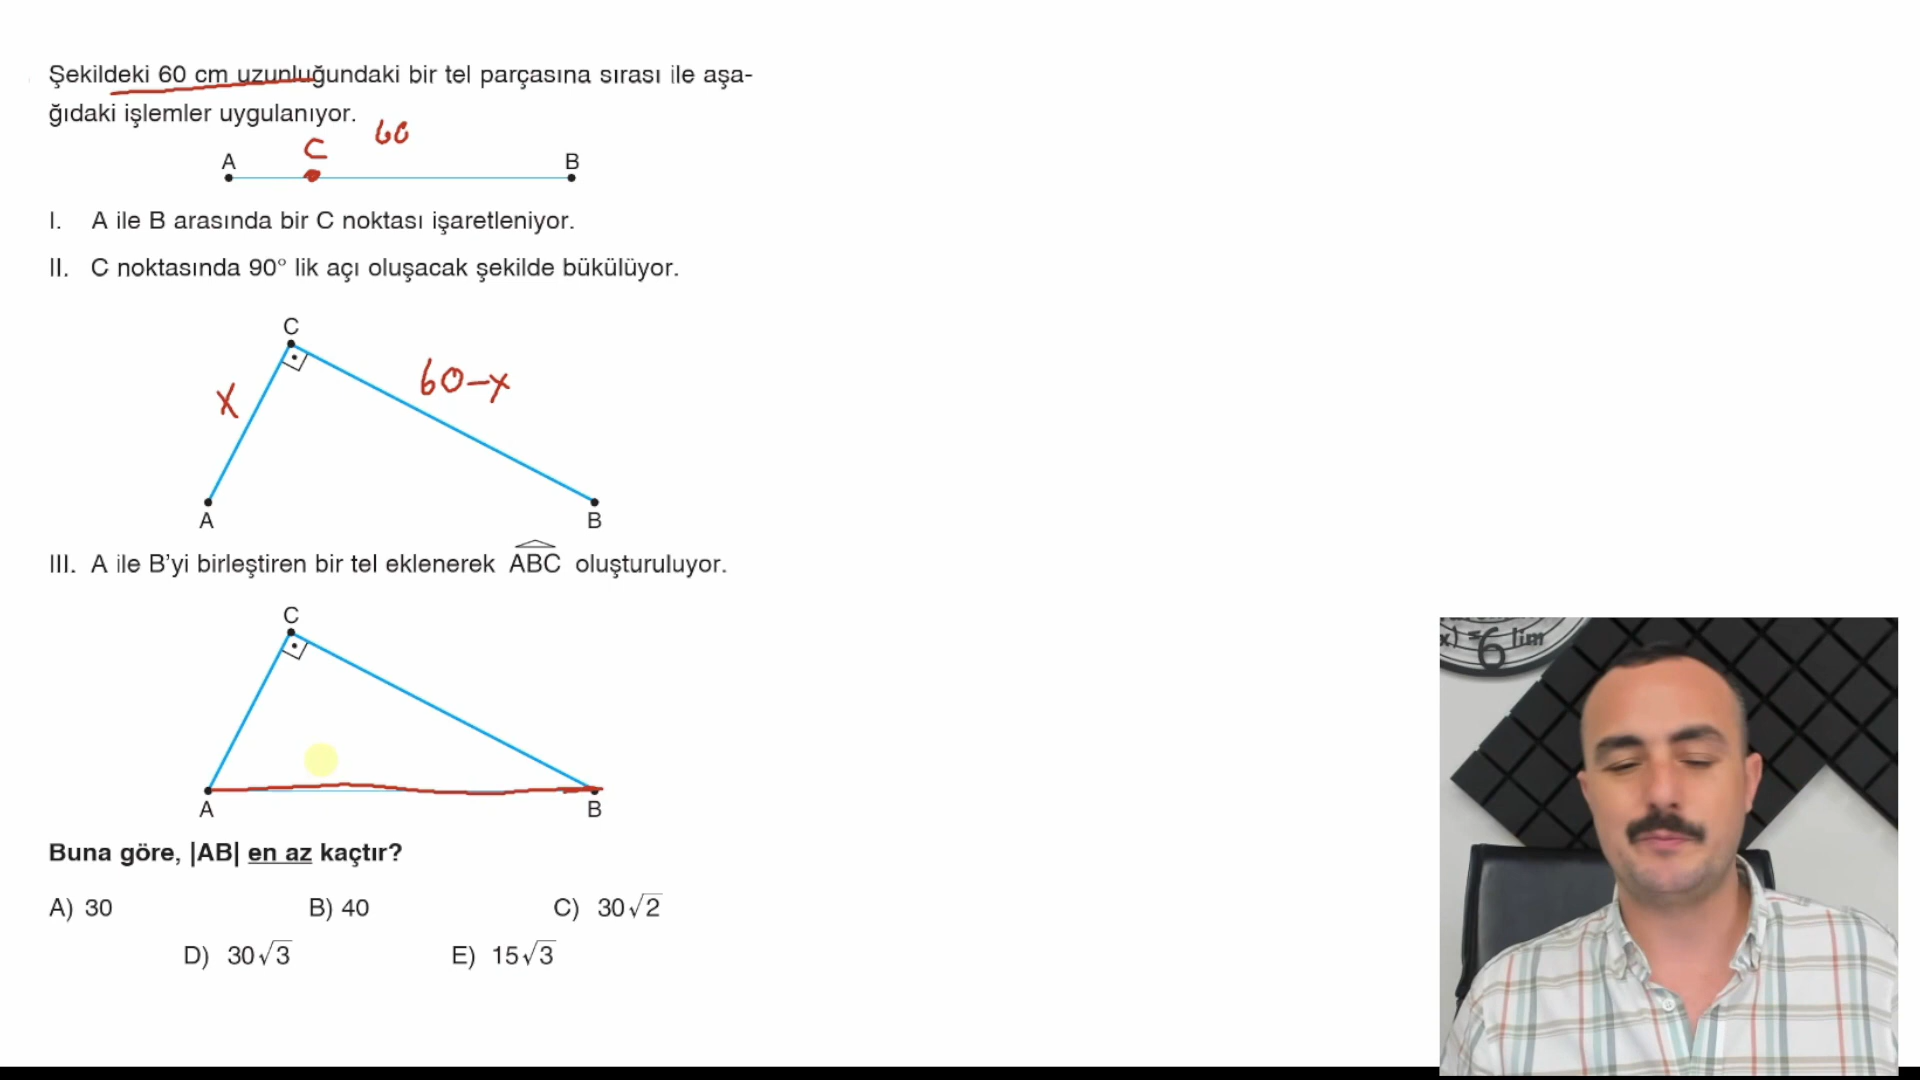 Şekildeki 60 cm uzunluğundaki bir tel parçasına sırası ile aşa-
ğıdaki işlemler uygulanıyor.
C 60
A B
I. A ile B arasında bir C noktası işaretleniyor.
II. C noktasında 90° lik açı oluşacak şekilde bükülüyor.
C
x 60-x
A B
III. A ile B'yi birleştiren bir tel eklenerek ABC oluşturuluyor.
C
A B
Buna göre, |AB| en az kaçtır?
A) 30 B) 40 C) 30√2
D) 30√3 E) 15√3
x) = 6 lim